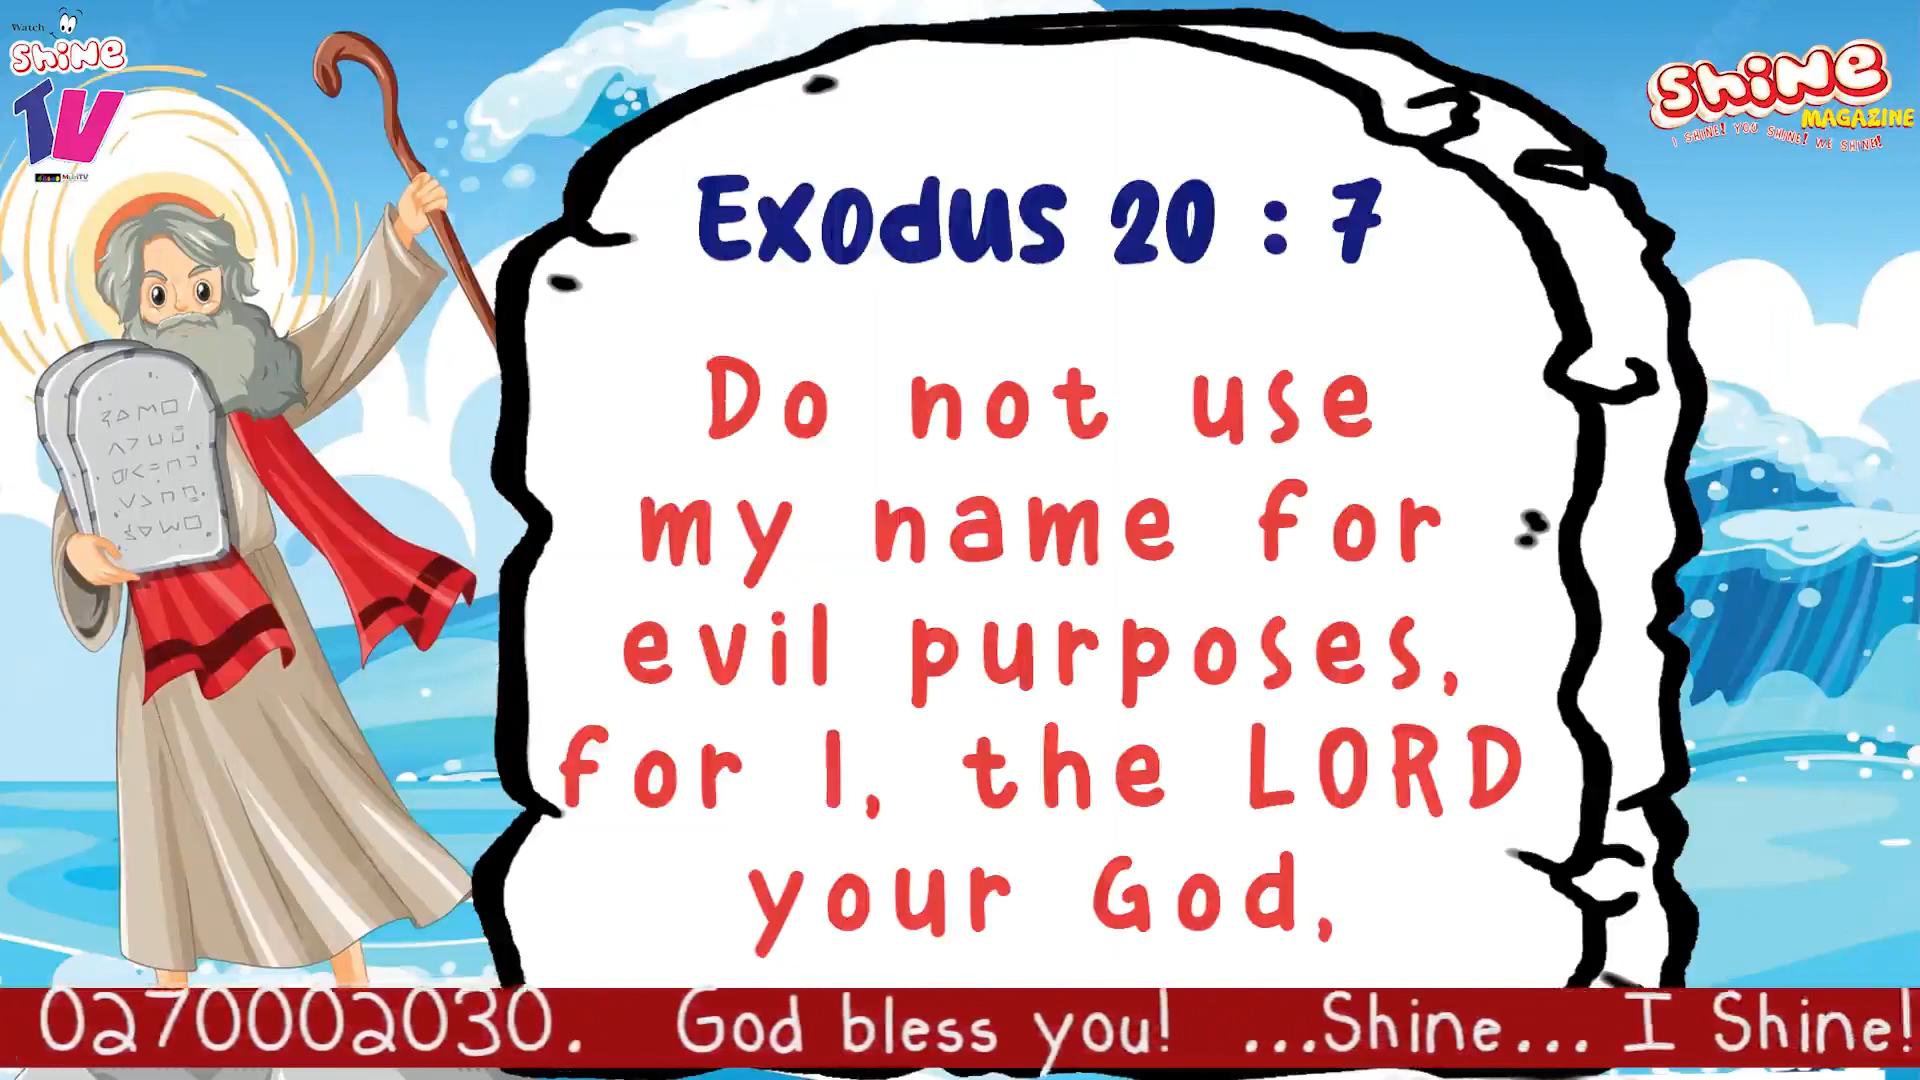 Watch
Shine
TV
Shine
MAGAZINE
I SHINE! YOU SHINE! WE SHINE!
Exodus 20 : 7
Do not use
my name for
evil purposes,
for I, the LORD
your God,
0270002030. God bless you! ...Shine... I Shine!